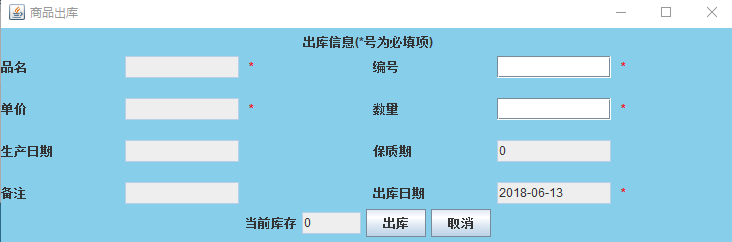 商品出库
出库信息(*号为必填项)
品名 * 编号 *
单价 * 数量 *
生产日期 保质期 0
备注 出库日期 2018-06-13 *
当前库存 0 出库 取消